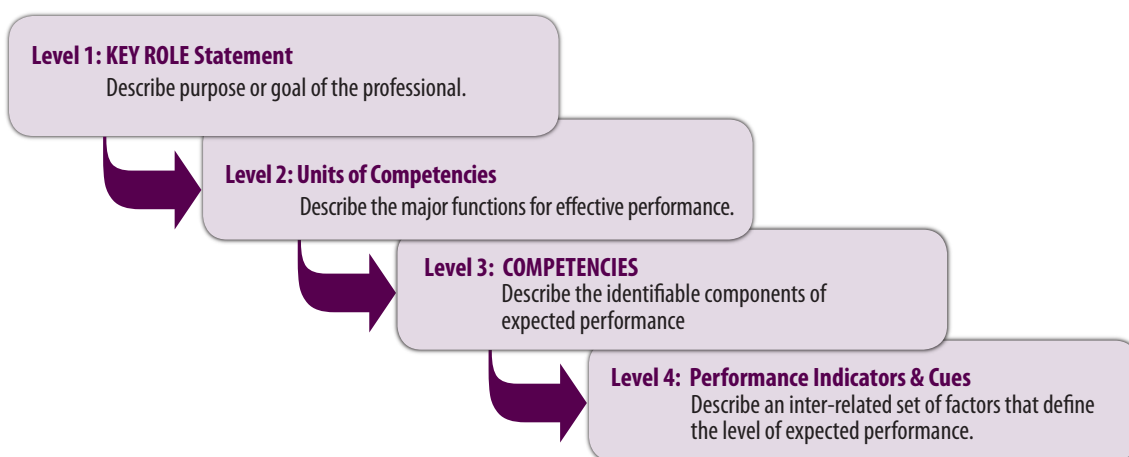 Level 1: KEY ROLE Statement
Describe purpose or goal of the professional.
Level 2: Units of Competencies
Describe the major functions for effective performance.
Level 3: COMPETENCIES
Describe the identifiable components of
expected performance
Level 4: Performance Indicators & Cues
Describe an inter-related set of factors that define
the level of expected performance.